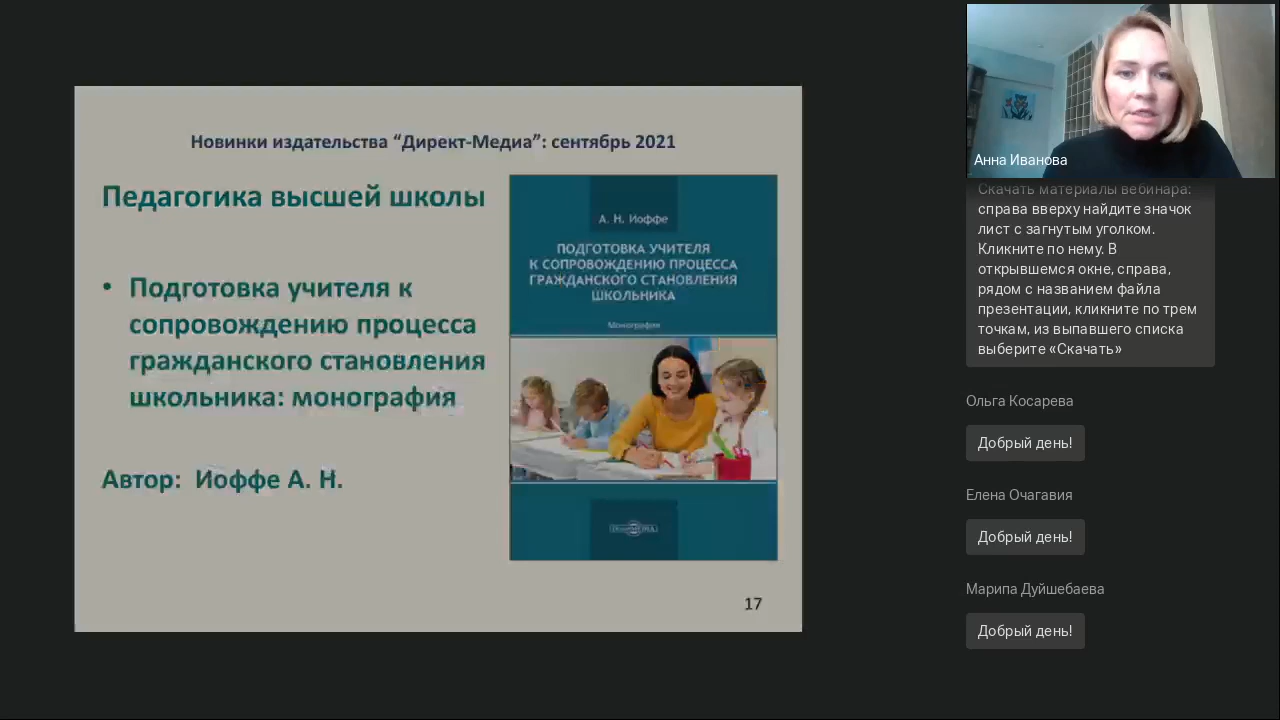 Новинки издательства “Директ-Медиа”: сентябрь 2021
Педагогика высшей школы
• Подготовка учителя к
сопровождению процесса
гражданского становления
школьника: монография
Автор: Иоффе А. Н.
А. Н. Иоффе
ПОДГОТОВКА УЧИТЕЛЯ
К СОПРОВОЖДЕНИЮ ПРОЦЕССА
ГРАЖДАНСКОГО СТАНОВЛЕНИЯ
ШКОЛЬНИКА
Монография
17
Анна Иванова
Скачать материалы вебинара:
справа вверху найдите значок
лист с загнутым уголком.
Кликните по нему. В
открывшемся окне, справа,
рядом с названием файла
презентации, кликните по трем
точкам, из выпавшего списка
выберите «Скачать»
Ольга Косарева
Добрый день!
Елена Очагавия
Добрый день!
Марипа Дуйшебаева
Добрый день!